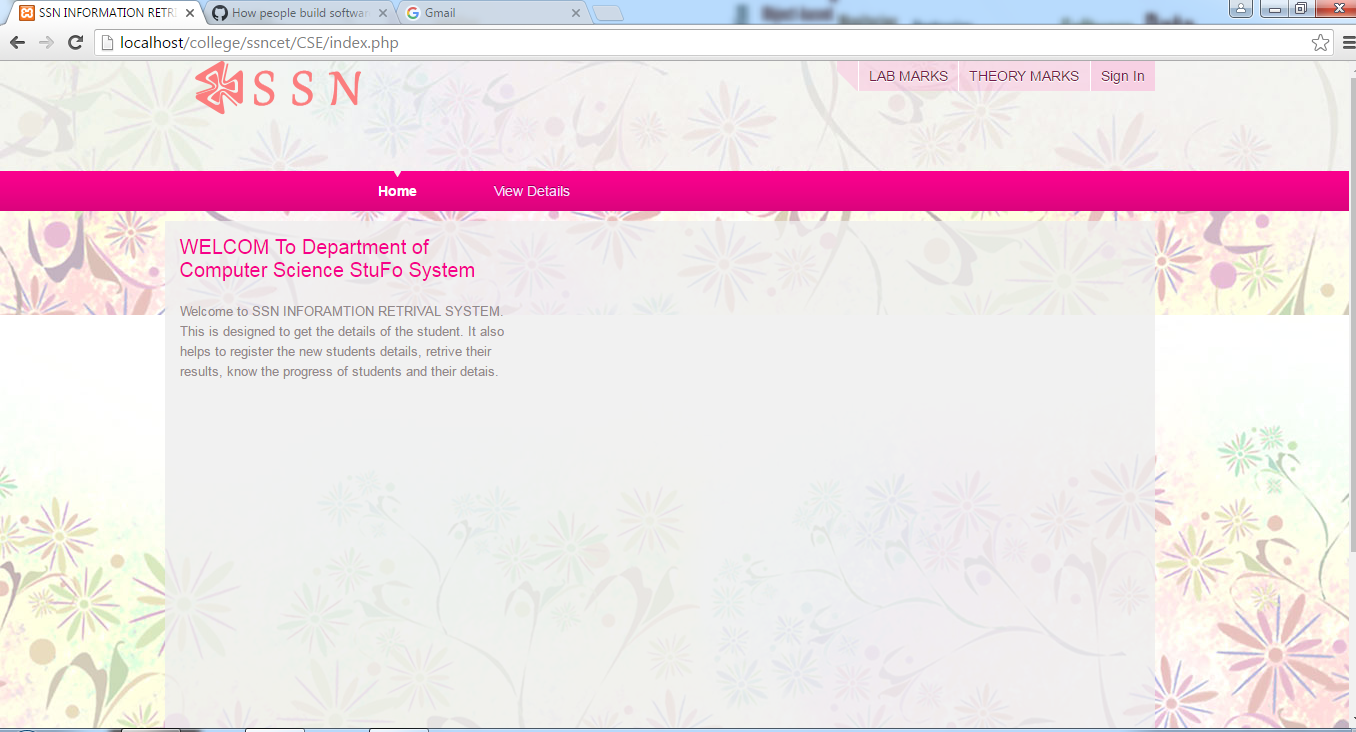 SSN INFORMATION RETRI
How people build softwar
Gmail
localhost/college/ssncet/CSE/index.php
SSN
LAB MARKS
THEORY MARKS
Sign In
Home
View Details
WELCOM To Department of
Computer Science StuFo System
Welcome to SSN INFORAMTION RETRIVAL SYSTEM.
This is designed to get the details of the student. It also
helps to register the new students details, retrive their
results, know the progress of students and their detais.